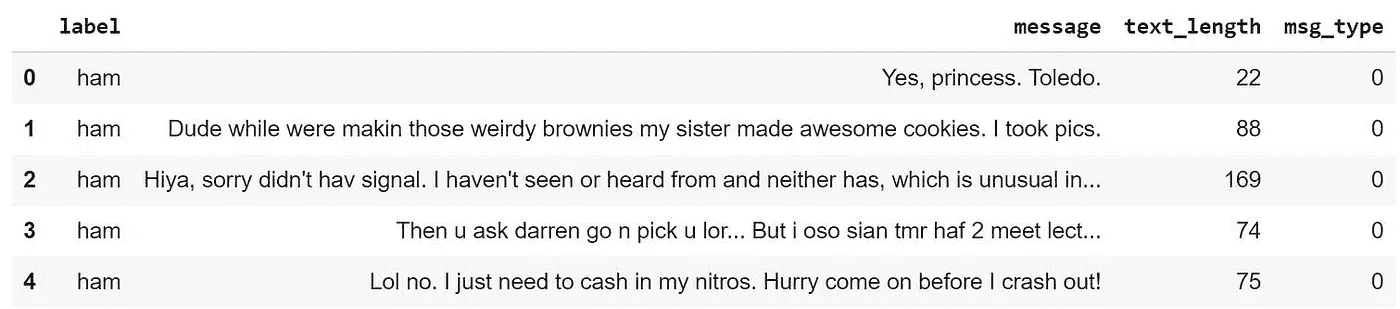 label message text_length msg_type
0 ham Yes, princess. Toledo. 22 0
1 ham Dude while were makin those weirdy brownies my sister made awesome cookies. I took pics. 88 0
2 ham Hiya, sorry didn't hav signal. I haven't seen or heard from and neither has, which is unusual in... 169 0
3 ham Then u ask darren go n pick u lor... But i oso sian tmr haf 2 meet lect... 74 0
4 ham Lol no. I just need to cash in my nitros. Hurry come on before I crash out! 75 0